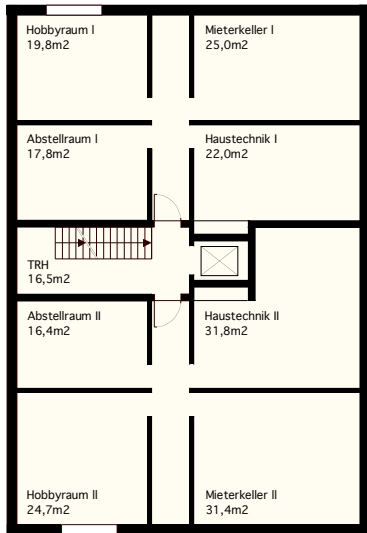 Hobbyraum I
19,8m2
Mieterkeller I
25,0m2
Abstellraum I
17,8m2
Haustechnik I
22,0m2
TRH
16,5m2
Abstellraum II
16,4m2
Haustechnik II
31,8m2
Hobbyraum II
24,7m2
Mieterkeller II
31,4m2